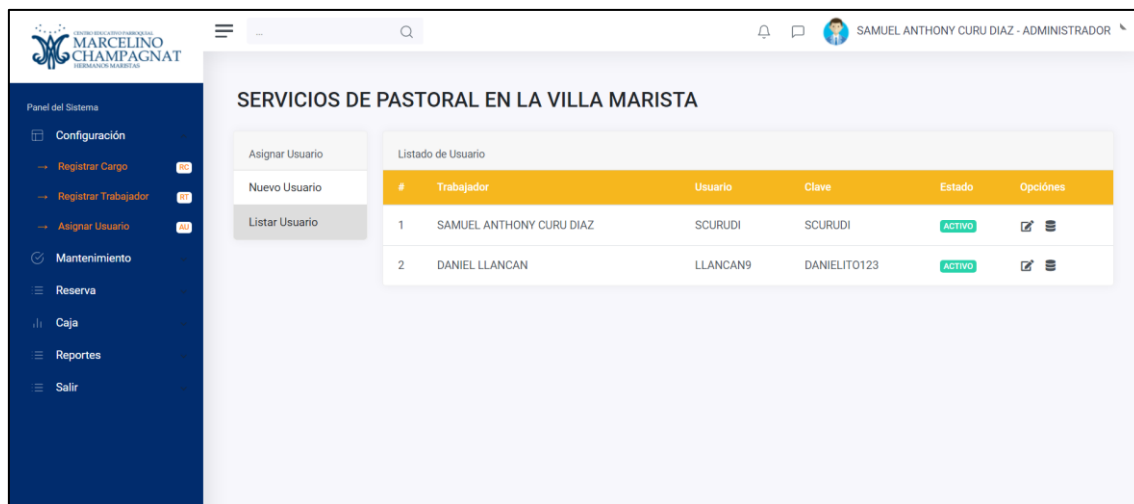 CENTRO EDUCATIVO PARROQUIAL
MARCELINO
CHAMPAGNAT
HERMANOS MARISTAS
...
SAMUEL ANTHONY CURU DIAZ - ADMINISTRADOR
Panel del Sistema
Configuración
→ Registrar Cargo RC
→ Registrar Trabajador RT
→ Asignar Usuario AU
Mantenimiento
Reserva
Caja
Reportes
Salir
SERVICIOS DE PASTORAL EN LA VILLA MARISTA
Asignar Usuario
Nuevo Usuario
Listar Usuario
Listado de Usuario
# Trabajador Usuario Clave Estado Opciónes
1 SAMUEL ANTHONY CURU DIAZ SCURUDI SCURUDI ACTIVO
2 DANIEL LLANCAN LLANCAN9 DANIELITO123 ACTIVO